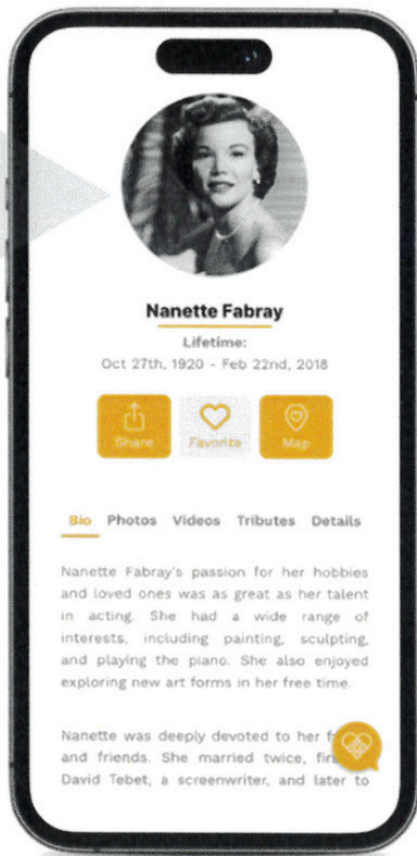 Nanette Fabray
Lifetime:
Oct 27th, 1920 - Feb 22nd, 2018
Share Favorite Map
Bio Photos Videos Tributes Details
Nanette Fabray's passion for her hobbies
and loved ones was as great as her talent
in acting. She had a wide range of
interests, including painting, sculpting,
and playing the piano. She also enjoyed
exploring new art forms in her free time.
Nanette was deeply devoted to her
and friends. She married twice,
David Tebet, a screenwriter, and later to